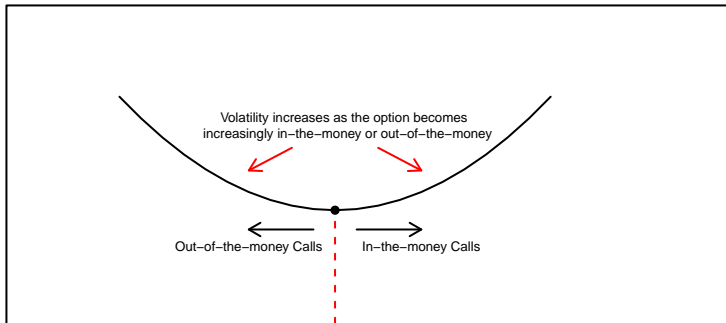 Volatility increases as the option becomes
increasingly in−the−money or out−of−the−money
Out−of−the−money Calls
In−the−money Calls